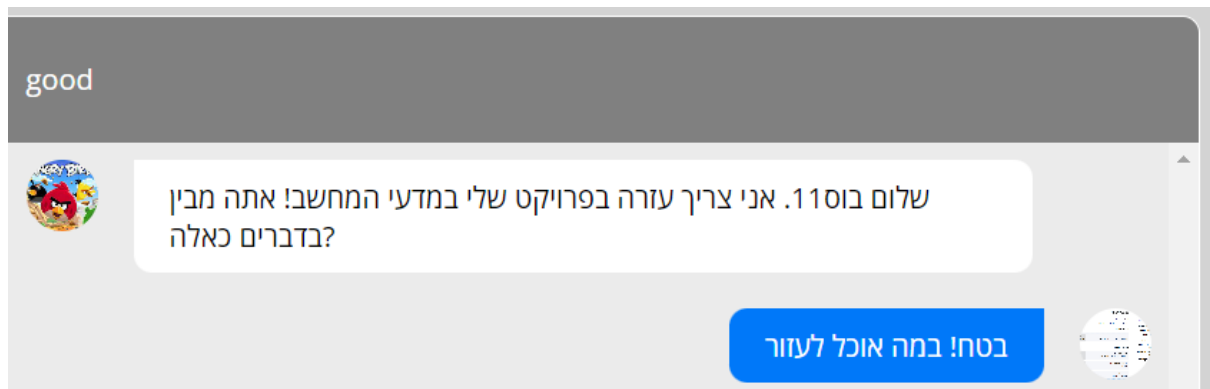 good
שלום בוס11. אני צריך עזרה בפרויקט שלי במדעי המחשב! אתה מבין
בדברים כאלה?
בטח! במה אוכל לעזור